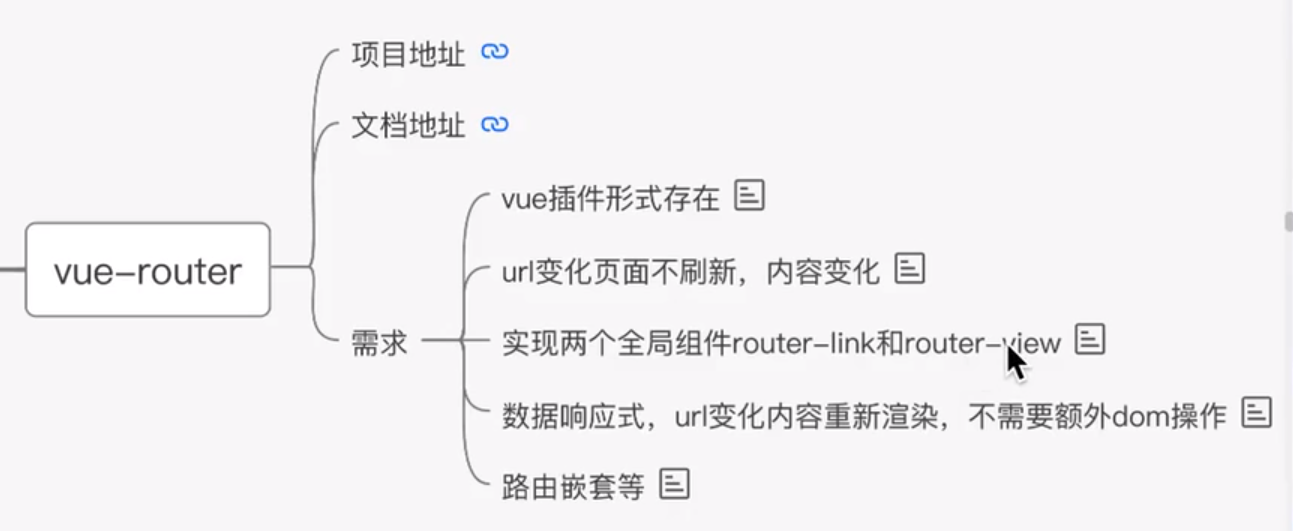 项目地址
文档地址
vue插件形式存在
url变化页面不刷新，内容变化
vue-router
需求
实现两个全局组件router-link和router-view
数据响应式，url变化内容重新渲染，不需要额外dom操作
路由嵌套等